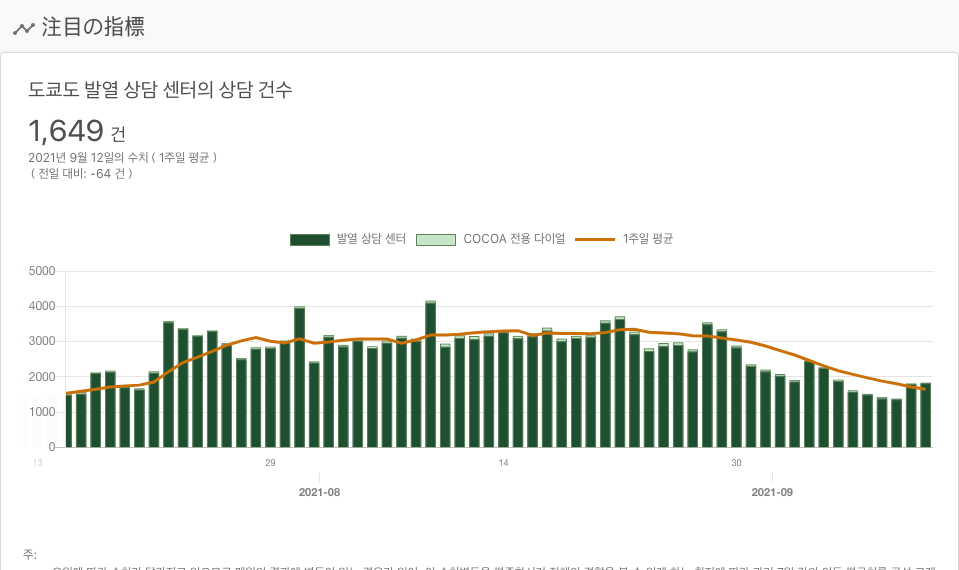 注目の指標
도쿄도 발열 상담 센터의 상담 건수
1,649 건
2021년 9월 12일의 수치 ( 1주일 평균 )
( 전일 대비: -64 건 )
발열 상담 센터 COCOA 전용 다이얼 1주일 평균
5000
4000
3000
2000
1000
0
13 29 14 30
2021-08 2021-09
주: